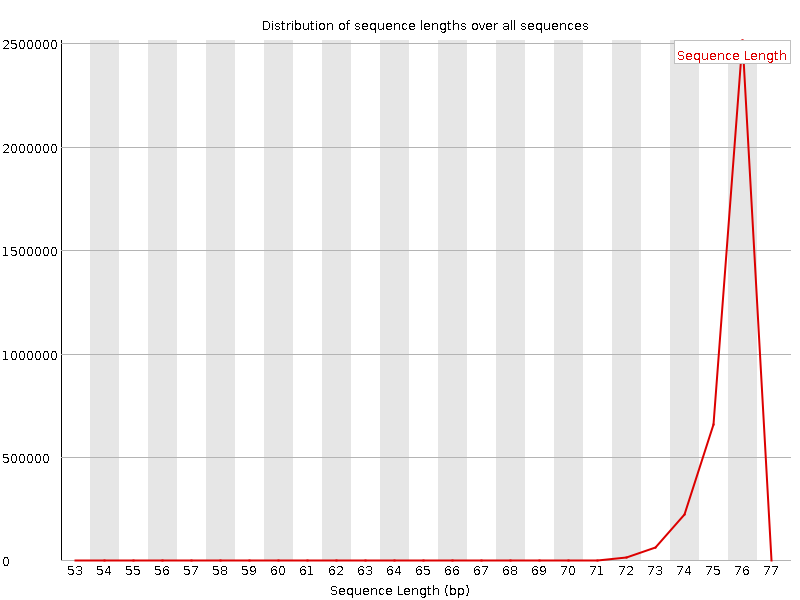 Distribution of sequence lengths over all sequences
2500000
Sequence Length
2000000
1500000
1000000
500000
0
53 54 55 56 57 58 59 60 61 62 63 64 65 66 67 68 69 70 71 72 73 74 75 76 77
Sequence Length (bp)